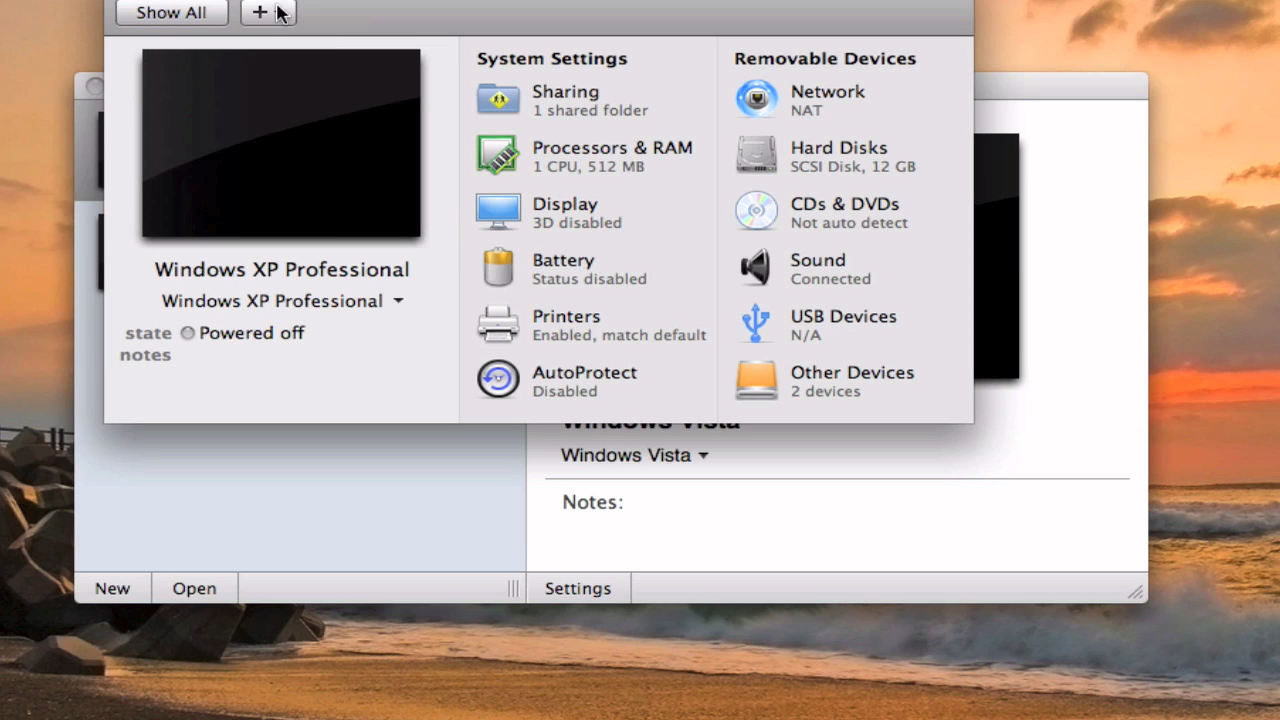 Show All +
System Settings
Removable Devices
Sharing
1 shared folder
Network
NAT
Processors & RAM
1 CPU, 512 MB
Hard Disks
SCSI Disk, 12 GB
Display
3D disabled
CDs & DVDs
Not auto detect
Battery
Status disabled
Sound
Connected
Printers
Enabled, match default
USB Devices
N/A
AutoProtect
Disabled
Other Devices
2 devices
Windows XP Professional
Windows XP Professional
state Powered off
notes
Windows Vista
Windows Vista
Notes:
New Open Settings